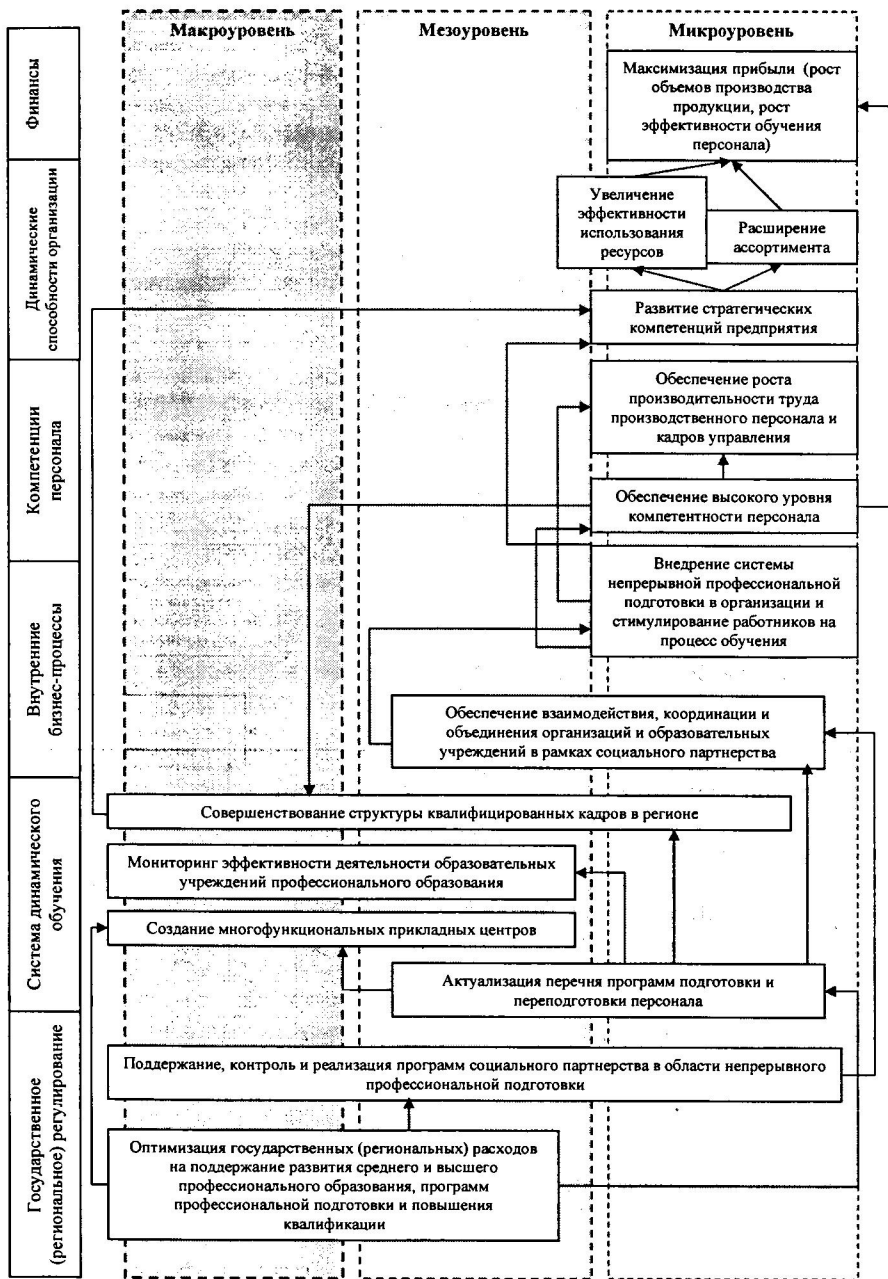 Макроуровень
Мезоуровень
Микроуровень
Финансы
Максимизация прибыли (рост
объемов производства
продукции, рост
эффективности обучения
персонала)
Динамические
способности организации
Увеличение
эффективности
использования
ресурсов
Расширение
ассортимента
Развитие стратегических
компетенций предприятия
Компетенции
персонала
Обеспечение роста
производительности труда
производственного персонала и
кадров управления
Обеспечение высокого уровня
компетентности персонала
Внедрение системы
непрерывной профессиональной
подготовки в организации и
стимулирование работников на
процесс обучения
Внутренние
бизнес-процессы
Обеспечение взаимодействия, координации и
объединения организаций и образовательных
учреждений в рамках социального партнерства
Система динамического
обучения
Совершенствование структуры квалифицированных кадров в регионе
Мониторинг эффективности деятельности образовательных
учреждений профессионального образования
Создание многофункциональных прикладных центров
Актуализация перечня программ подготовки и
переподготовки персонала
Государственное
(региональное) регулирование
Поддержание, контроль и реализация программ социального партнерства в области непрерывного
профессиональной подготовки
Оптимизация государственных (региональных) расходов
на поддержание развития среднего и высшего
профессионального образования, программ
профессиональной подготовки и повышения
квалификации